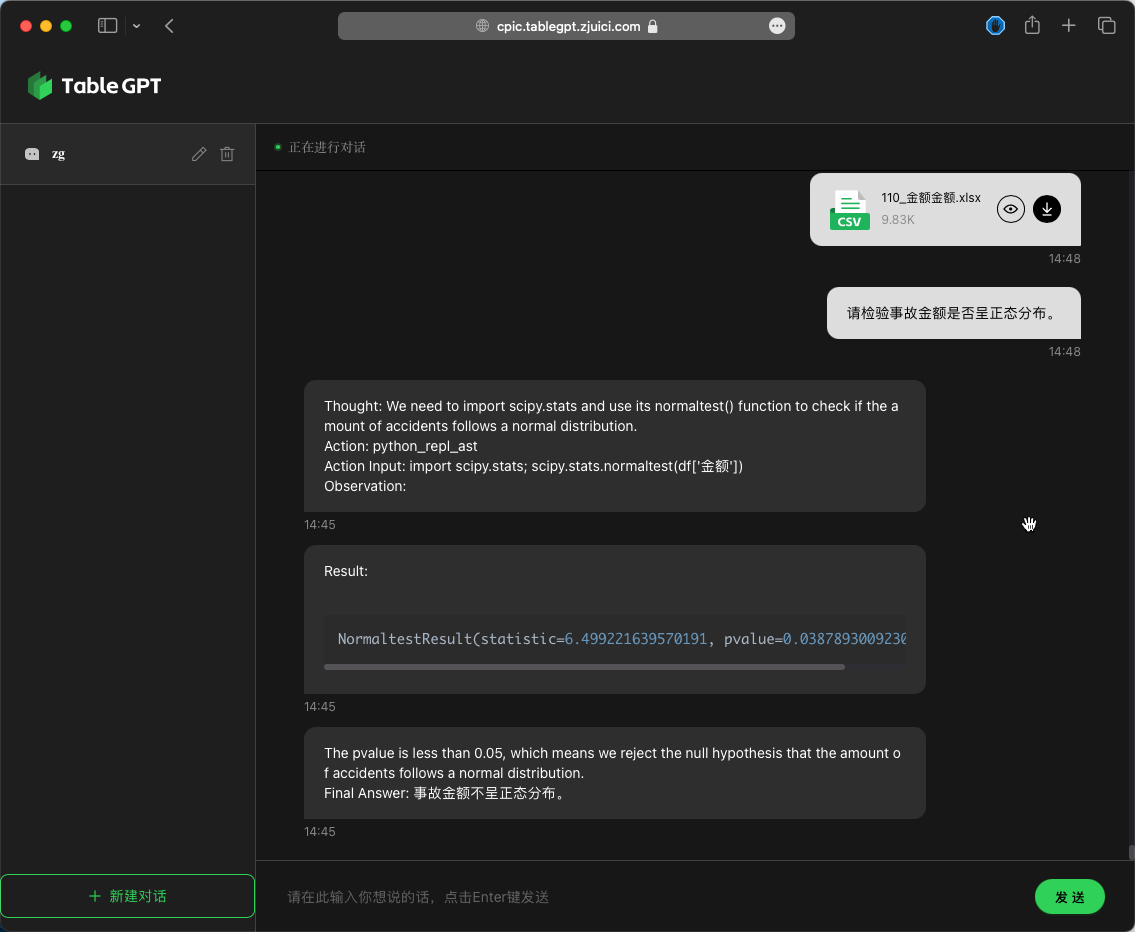 cpic.tablegpt.zjuici.com
TableGPT
zg
正在进行对话
CSV
110_金额金额.xlsx
9.83K
14:48
请检验事故金额是否呈正态分布。
14:48
Thought: We need to import scipy.stats and use its normaltest() function to check if the a
mount of accidents follows a normal distribution.
Action: python_repl_ast
Action Input: import scipy.stats; scipy.stats.normaltest(df['金额'])
Observation:
14:45
Result:
NormaltestResult(statistic=6.499221639570191, pvalue=0.0387893009230
14:45
The pvalue is less than 0.05, which means we reject the null hypothesis that the amount o
f accidents follows a normal distribution.
Final Answer: 事故金额不呈正态分布。
14:45
+ 新建对话
请在此输入你想说的话，点击Enter键发送
发 送